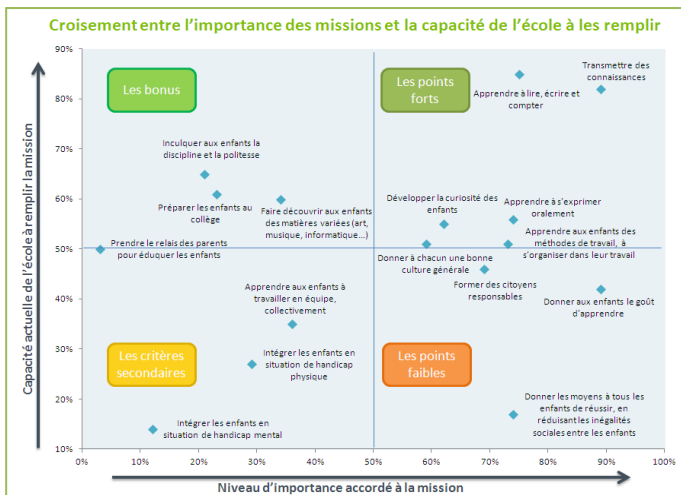 Croisement entre l'importance des missions et la capacité de l'école à les remplir
Capacité actuelle de l'école à remplir la mission
90%
80%
70%
60%
50%
40%
30%
20%
10%
Les bonus
Les points
forts
Transmettre des
connaissances
Apprendre à lire, écrire et
compter
Inculquer aux enfants la
discipline et la politesse
Préparer les enfants au
collège
Faire découvrir aux enfants
des matières variées (art,
musique, informatique...)
Développer la curiosité des
enfants
Apprendre à s'exprimer
oralement
Prendre le relais des parents
pour éduquer les enfants
Apprendre aux enfants des
méthodes de travail, à
s'organiser dans leur travail
Donner à chacun une bonne
culture générale
Former des citoyens
responsables
Donner aux enfants le goût
d'apprendre
Apprendre aux enfants à
travailler en équipe,
collectivement
Les critères
secondaires
Intégrer les enfants en
situation de handicap
physique
Les points
faibles
Intégrer les enfants en
situation de handicap mental
Donner les moyens à tous les
enfants de réussir, en
réduisant les inégalités
sociales entre les enfants
0% 10% 20% 30% 40% 50% 60% 70% 80% 90% 100%
Niveau d'importance accordé à la mission